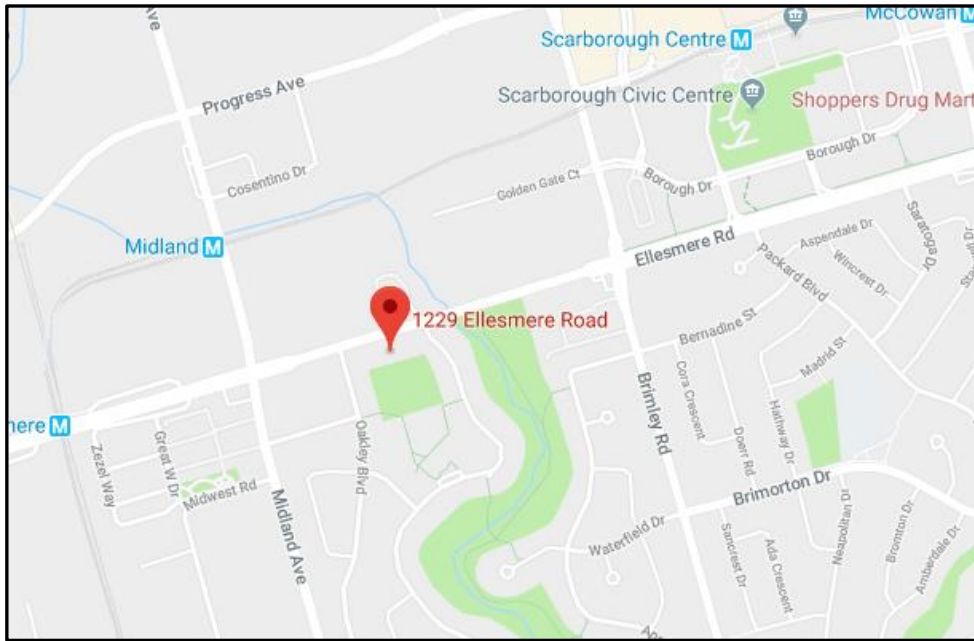 Ave
McCowan M
Scarborough Centre M
Progress Ave
Scarborough Civic Centre
Shoppers Drug Mart
Borough Dr
Cosentino Dr
Golden Gate Ct
Borough Dr
Midland M
Ellesmere Rd
Aspendale Dr
Saratoga Dr
Packard Blvd
Wincrest Dr
1229 Ellesmere Road
Bernadine St
Madrid St
Brimley Rd
Cora Crescent
Hathway Dr
mere M
Zezel Way
Great W Dr
Oakley Blvd
Doerr Rd
Midwest Rd
Midland Ave
Brimorton Dr
Waterfield Dr
Sancrest Dr
Ada Crescent
Neapolitan Dr
Bromton Dr
Amberdale Dr